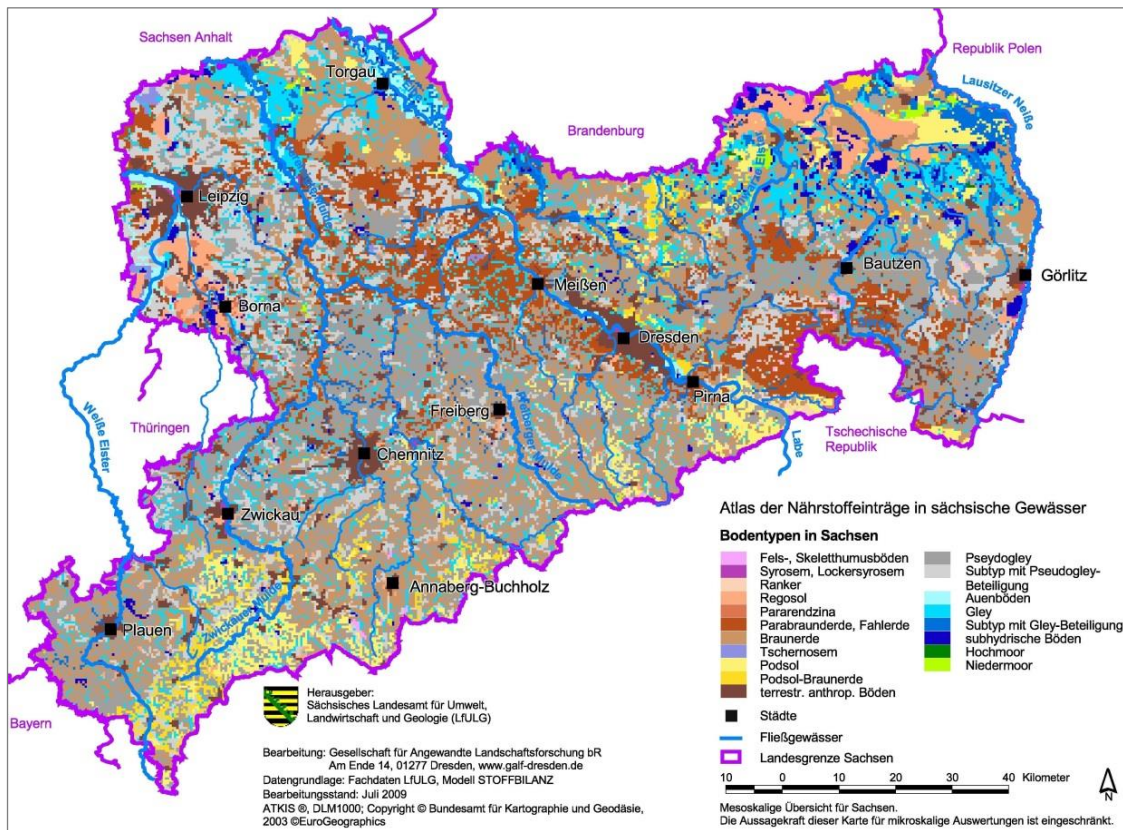 Sachsen Anhalt
Republik Polen
Torgau
Elbe
Lausitzer Neiße
Brandenburg
Schwarze Elster
Leipzig
Bautzen
Görlitz
Meißen
Borna
Dresden
Pirna
Freiberg
Freiberger Mulde
Weiße Elster
Thüringen
Labe
Tschechische
Republik
Chemnitz
Zwickau
Annaberg-Buchholz
Zwickauer Mulde
Plauen
Bayern
Atlas der Nährstoffeinträge in sächsische Gewässer
Bodentypen in Sachsen
Fels-, Skeletthumusböden
Syrosem, Lockersyrosem
Ranker
Regosol
Pararendzina
Parabraunderde, Fahlerde
Braunerde
Tschernosem
Podsol
Podsol-Braunerde
terrestr. anthrop. Böden
Pseydogley
Subtyp mit Pseudogley-
Beteiligung
Auenböden
Gley
Subtyp mit Gley-Beteiligung
subhydrische Böden
Hochmoor
Niedermoor
Städte
Fließgewässer
Landesgrenze Sachsen
10 0 10 20 30 40 Kilometer
N
Mesoskalige Übersicht für Sachsen.
Die Aussagekraft dieser Karte für mikroskalige Auswertungen ist eingeschränkt.
Herausgeber:
Sächsisches Landesamt für Umwelt,
Landwirtschaft und Geologie (LfULG)
Bearbeitung: Gesellschaft für Angewandte Landschaftsforschung bR
Am Ende 14, 01277 Dresden, www.galf-dresden.de
Datengrundlage: Fachdaten LfULG, Modell STOFFBILANZ
Bearbeitungsstand: Juli 2009
ATKIS ®, DLM1000; Copyright © Bundesamt für Kartographie und Geodäsie,
2003 ©EuroGeographics